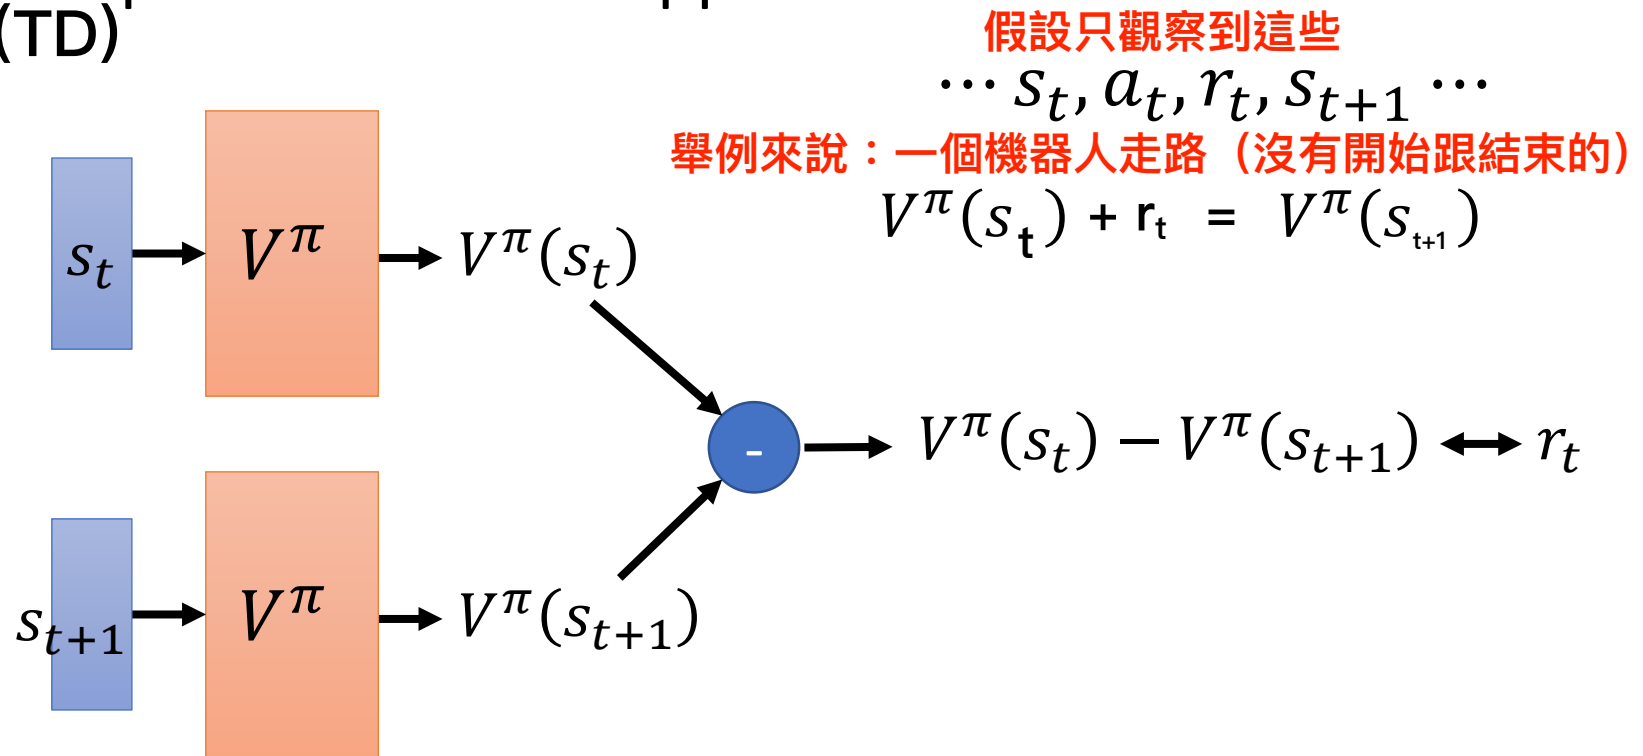 (TD)
假設只觀察到這些
⋯ s_t, a_t, r_t, s_{t+1} ⋯
舉例來說：一個機器人走路（沒有開始跟結束的）
V^π(s_t) + r_t = V^π(s_{t+1})
s_t V^π V^π(s_t)
-
V^π(s_t) − V^π(s_{t+1}) ↔ r_t
s_{t+1} V^π V^π(s_{t+1})